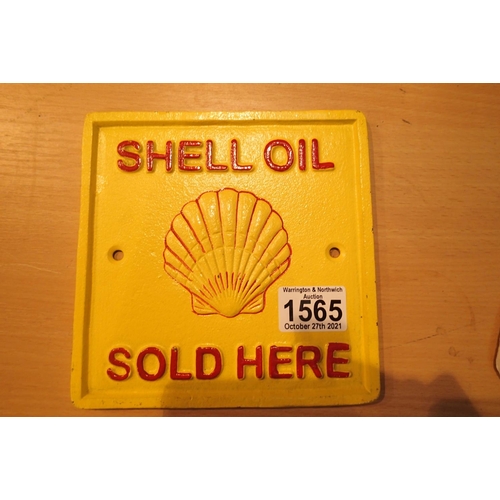 SHELL OIL
Warrington & Northwich
Auction
1565
October 27th 2021
SOLD HERE